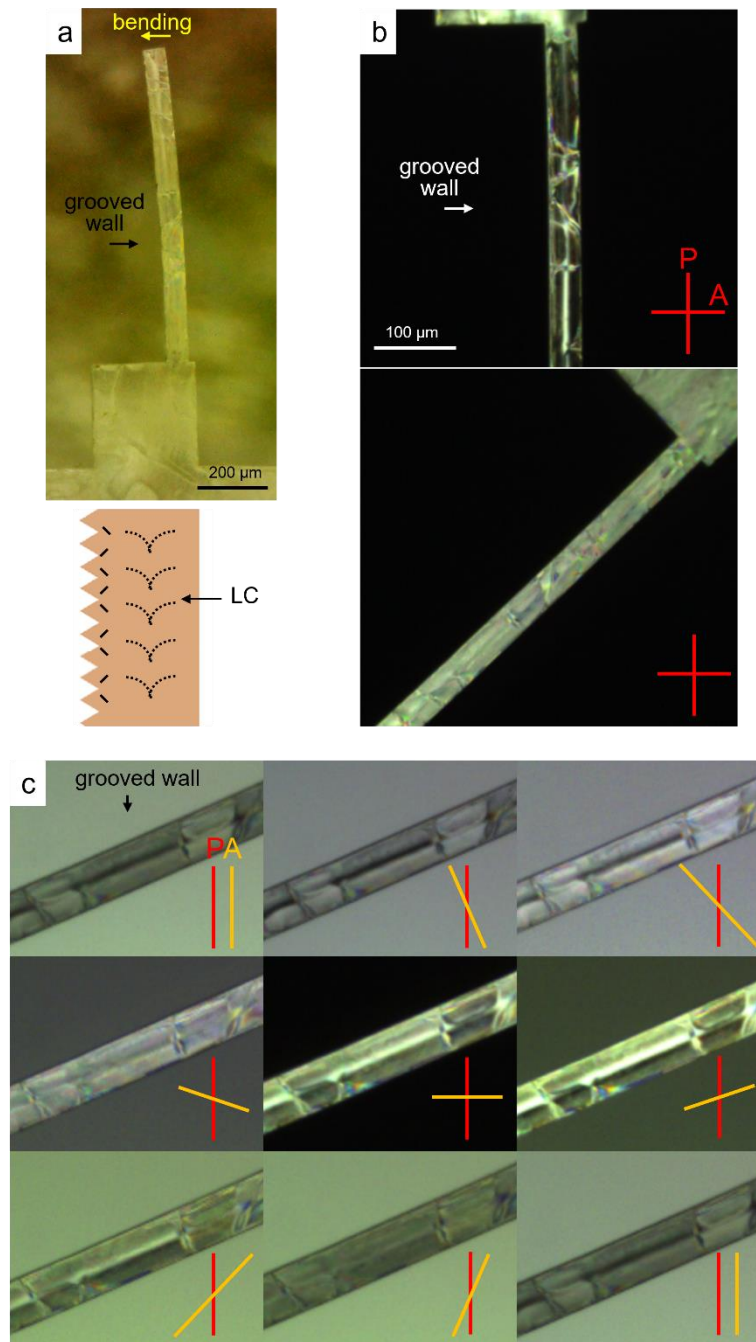 a
bending
grooved
wall
200 µm
LC
b
grooved
wall
P
A
100 µm
c
grooved wall
P A